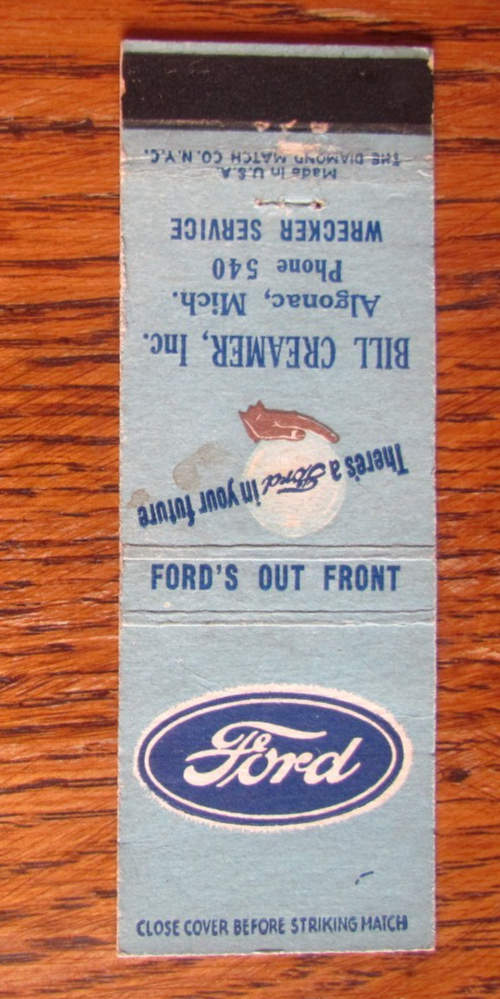 THE DIAMOND MATCH CO. N.Y.C.
Made in U.S.A.
WRECKER SERVICE
Phone 540
Algonac, Mich.
BILL CREAMER, Inc.
There's a Ford in your future
FORD'S OUT FRONT
Ford
CLOSE COVER BEFORE STRIKING MATCH